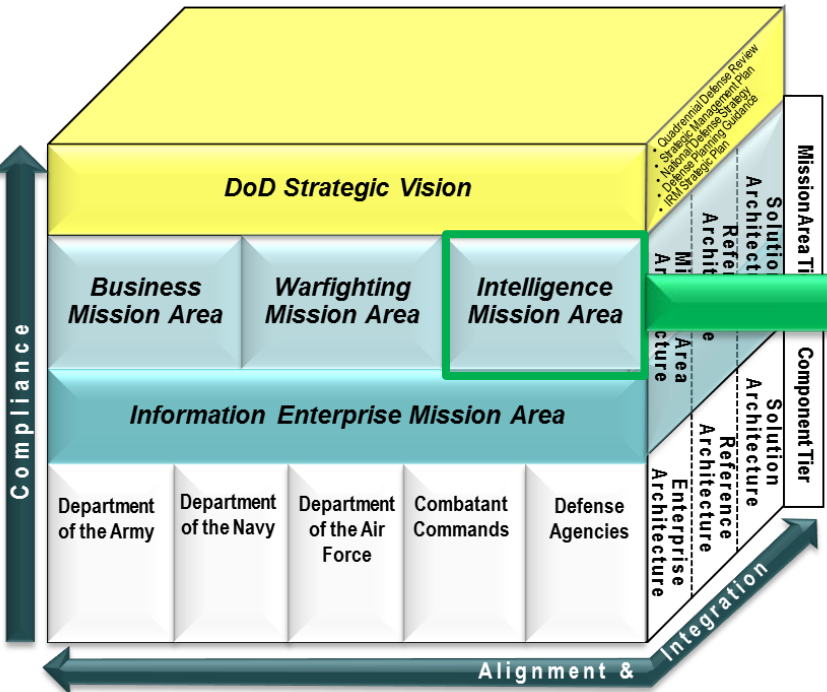 • Quadrennial Defense Review
• Strategic Management Plan
• National Defense Strategy
• Defense Planning Guidance
• IRM Strategic Plan
DoD Strategic Vision
Business
Mission Area
Warfighting
Mission Area
Intelligence
Mission Area
Information Enterprise Mission Area
Department
of the Army
Department
of the Navy
Department
of the Air
Force
Combatant
Commands
Defense
Agencies
Area
Solution
Mission Area
Component Tier
Enterprise
Architecture
Reference
Architecture
Solution
Architecture
Compliance
Alignment &
Integration